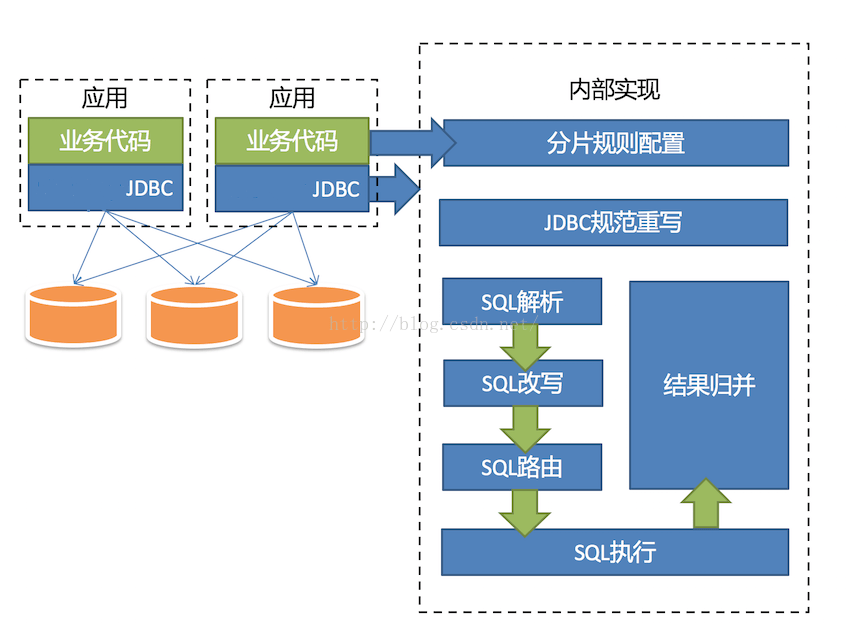 应用
业务代码
JDBC
应用
业务代码
JDBC
内部实现
分片规则配置
JDBC规范重写
SQL解析
SQL改写
SQL路由
结果归并
SQL执行
http://blog.csdn.net/